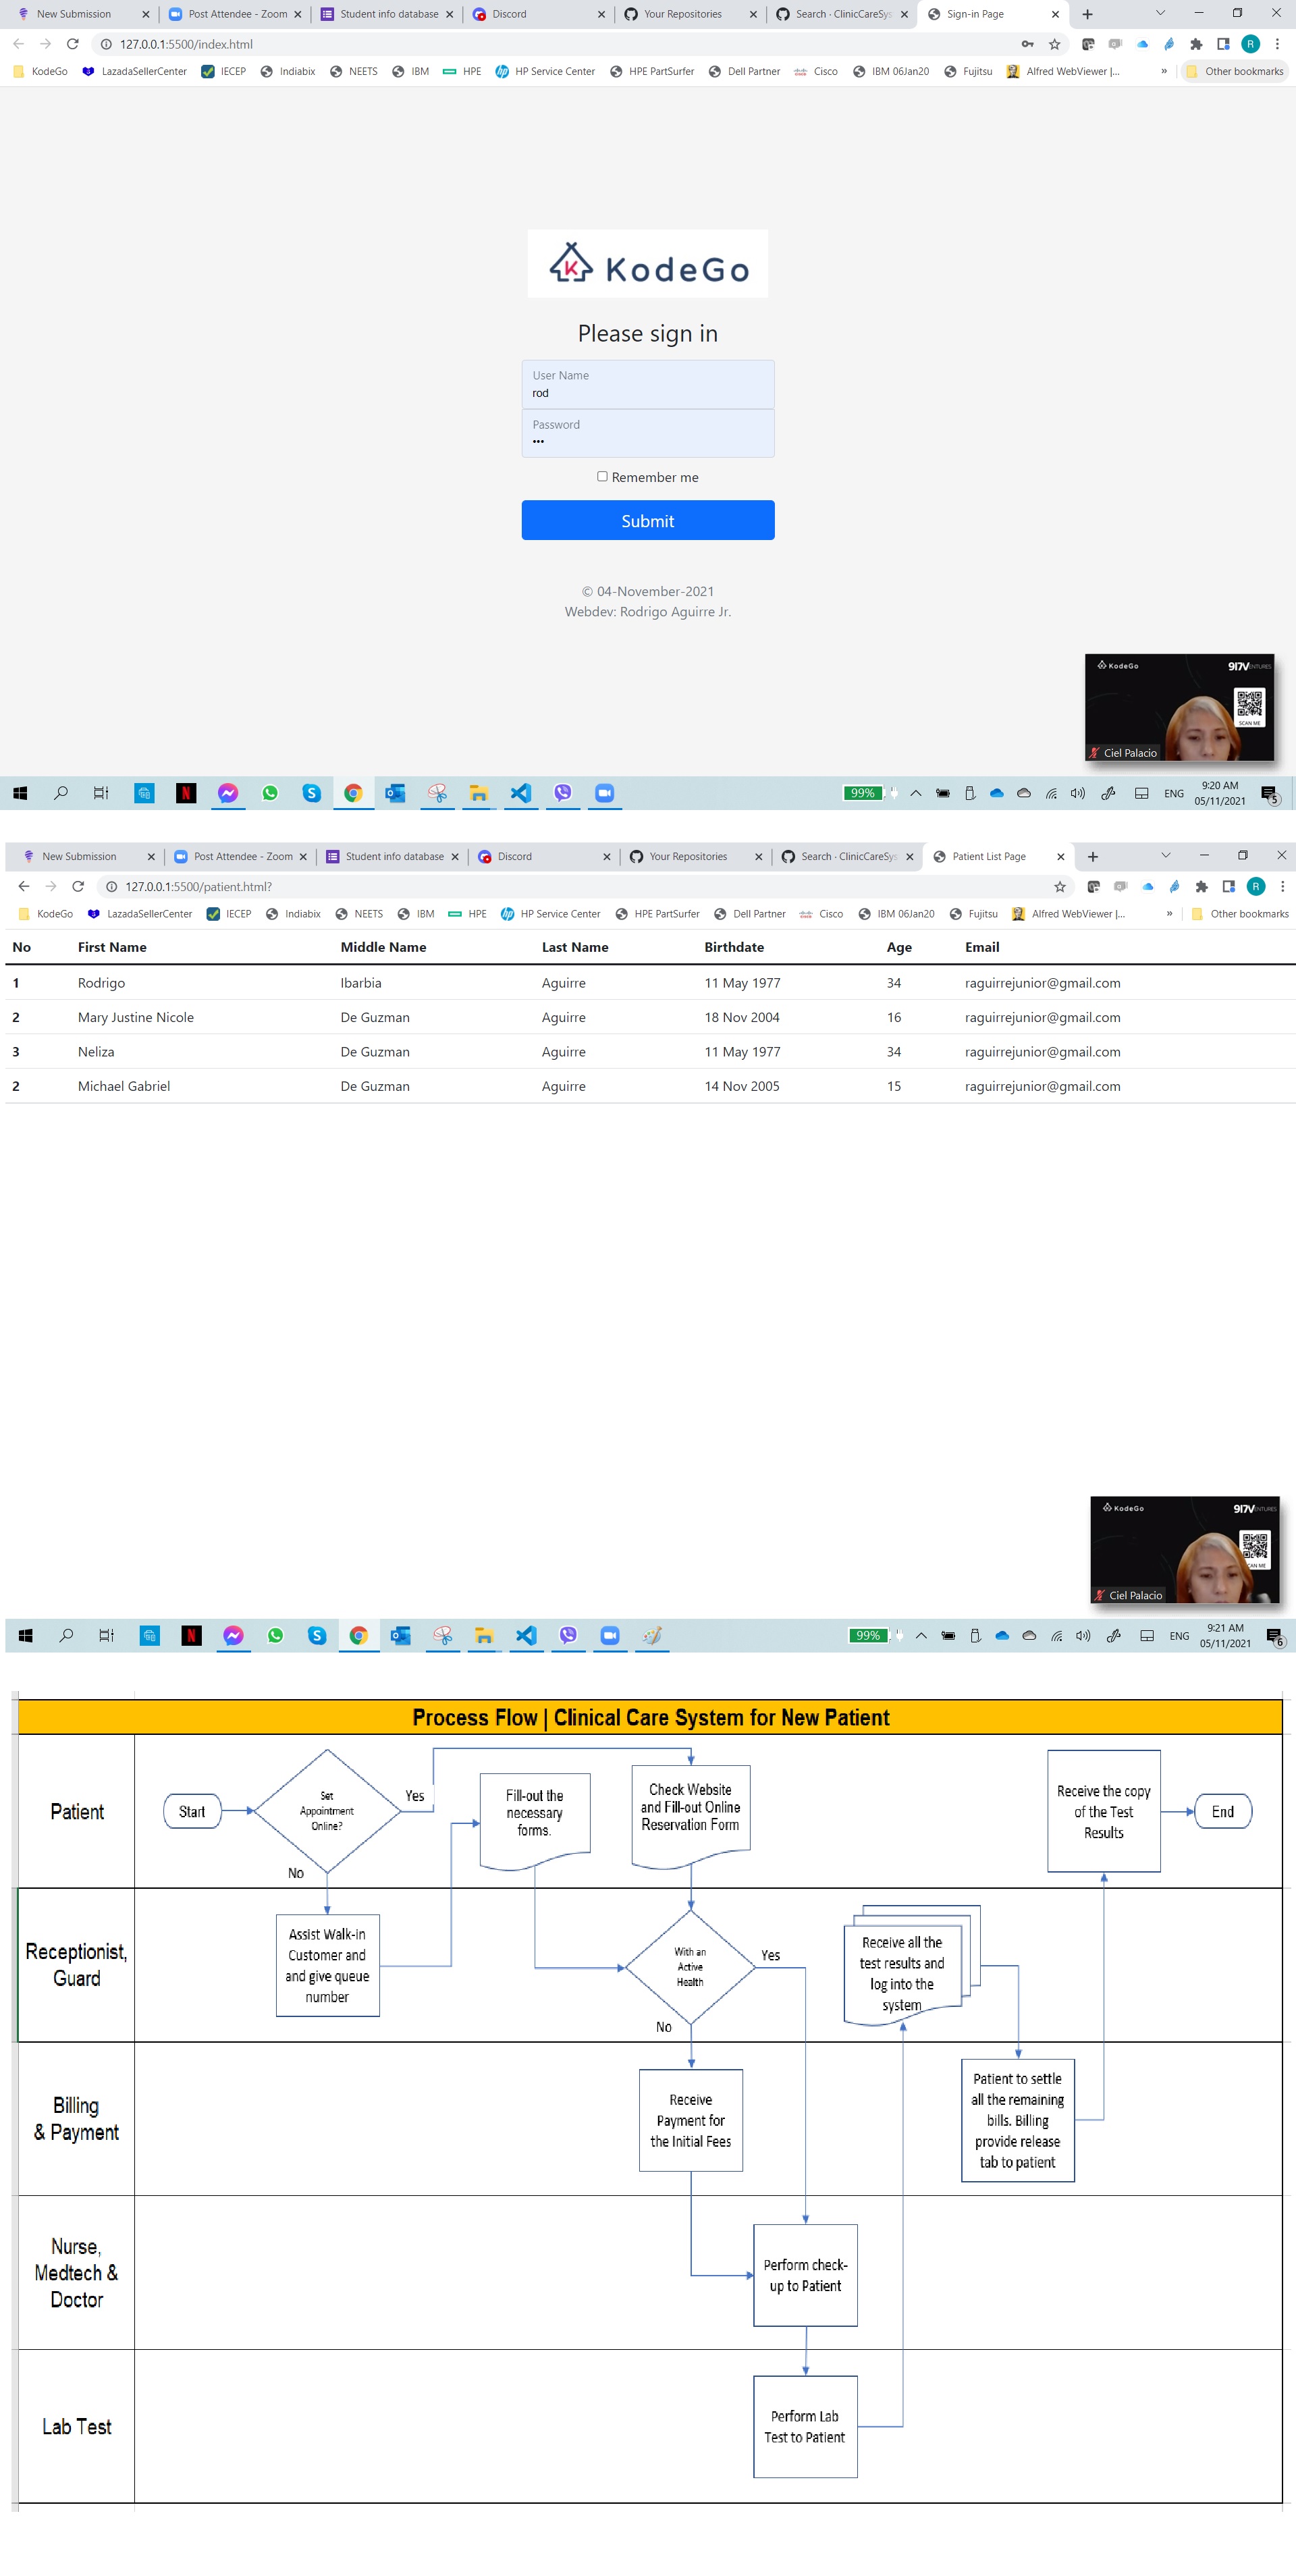 New Submission Post Attendee - Zoom Student info database Discord Your Repositories Search · ClinicCareSys Sign-in Page
127.0.0.1:5500/index.html
KodeGo LazadaSellerCenter IECEP Indiabix NEETS IBM HPE HP Service Center HPE PartSurfer Dell Partner Cisco IBM 06Jan20 Fujitsu Alfred WebViewer |... » Other bookmarks
KodeGo
Please sign in
User Name
rod
Password
•••
Remember me
Submit
© 04-November-2021
Webdev: Rodrigo Aguirre Jr.
KodeGo 917VENTURES
SCAN ME
Ciel Palacio
99% ENG 9:20 AM
05/11/2021
5
New Submission Post Attendee - Zoom Student info database Discord Your Repositories Search · ClinicCareSys Patient List Page
127.0.0.1:5500/patient.html?
KodeGo LazadaSellerCenter IECEP Indiabix NEETS IBM HPE HP Service Center HPE PartSurfer Dell Partner Cisco IBM 06Jan20 Fujitsu Alfred WebViewer |... » Other bookmarks
No First Name Middle Name Last Name Birthdate Age Email
1 Rodrigo Ibarbia Aguirre 11 May 1977 34 raguirrejunior@gmail.com
2 Mary Justine Nicole De Guzman Aguirre 18 Nov 2004 16 raguirrejunior@gmail.com
3 Neliza De Guzman Aguirre 11 May 1977 34 raguirrejunior@gmail.com
2 Michael Gabriel De Guzman Aguirre 14 Nov 2005 15 raguirrejunior@gmail.com
KodeGo 917VENTURES
Ciel Palacio
99% ENG 9:21 AM
05/11/2021
6
Process Flow | Clinical Care System for New Patient
Patient
Start
Set
Appointment
Online?
Yes
No
Fill-out the
necessary
forms.
Check Website
and Fill-out Online
Reservation Form
Receive the copy
of the Test
Results
End
Receptionist,
Guard
Assist Walk-in
Customer and
and give queue
number
With an
Active
Health
Yes
No
Receive all the
test results and
log into the
system
Billing
& Payment
Receive
Payment for
the Initial Fees
Patient to settle
all the remaining
bills. Billing
provide release
tab to patient
Nurse,
Medtech &
Doctor
Perform check-
up to Patient
Lab Test
Perform Lab
Test to Patient